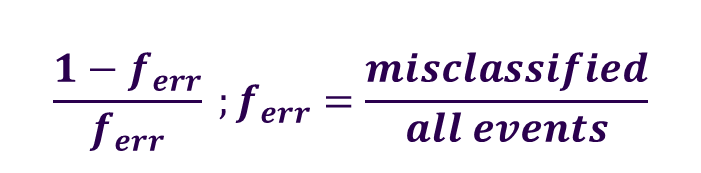 1 − f_err / f_err ; f_err = misclassified / all events